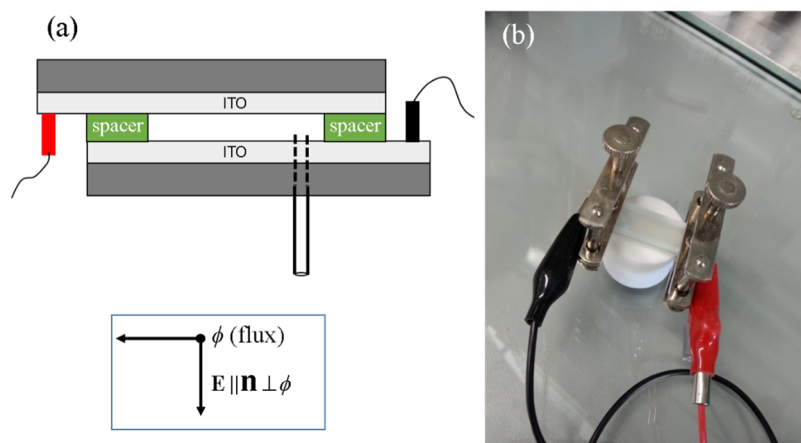 (a)
ITO
spacer
spacer
ITO
ϕ (flux)
E || n ⊥ ϕ
(b)